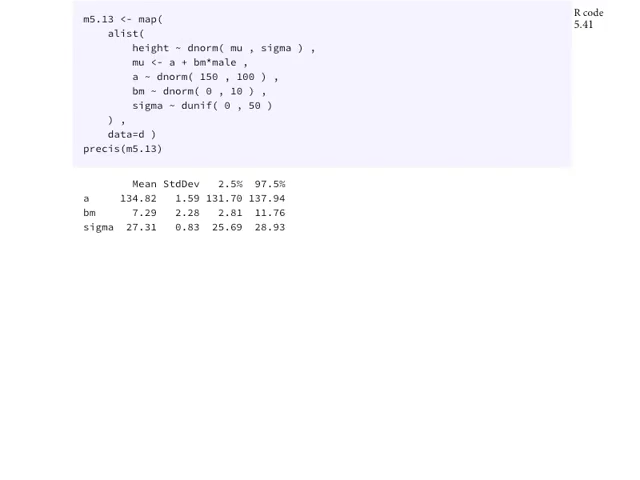 m5.13 <- map(
    alist(
        height ~ dnorm( mu , sigma ) ,
        mu <- a + bm*male ,
        a ~ dnorm( 150 , 100 ) ,
        bm ~ dnorm( 0 , 10 ) ,
        sigma ~ dunif( 0 , 50 )
    ) ,
    data=d )
precis(m5.13)
R code
5.41
        Mean StdDev   2.5%  97.5%
a     134.82   1.59 131.70 137.94
bm      7.29   2.28   2.81  11.76
sigma  27.31   0.83  25.69  28.93